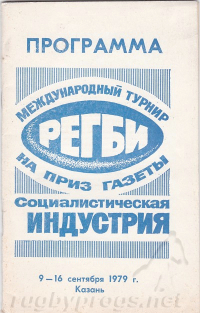 ПРОГРАММА
МЕЖДУНАРОДНЫЙ ТУРНИР
РЕГБИ
НА ПРИЗ ГАЗЕТЫ
СОЦИАЛИСТИЧЕСКАЯ
ИНДУСТРИЯ
9—16 сентября 1979 г.
Казань
rugbyprogs.net